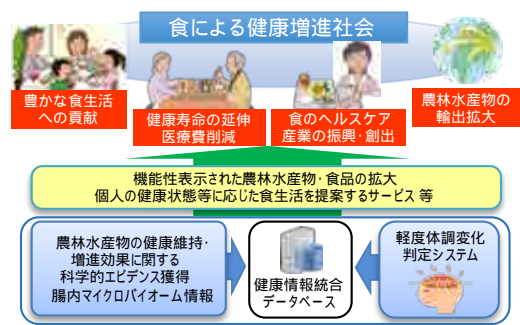 食による健康増進社会
豊かな食生活
への貢献
健康寿命の延伸
医療費削減
食のヘルスケア
産業の振興・創出
農林水産物の
輸出拡大
機能性表示された農林水産物・食品の拡大
個人の健康状態等に応じた食生活を提案するサービス 等
農林水産物の健康維持・
増進効果に関する
科学的エビデンス獲得
腸内マイクロバイオーム情報
健康情報統合
データベース
軽度体調変化
判定システム